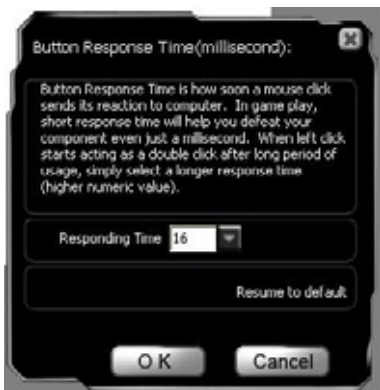 Button Response Time(millisecond):
Button Response Time is how soon a mouse click
sends its reaction to computer. In game play,
short response time will help you defeat your
component even just a milisecond. When left click
starts acting as a double click after long period of
usage, simply select a longer response time
(higher numeric value).
Responding Time 16
Resume to default
OK Cancel